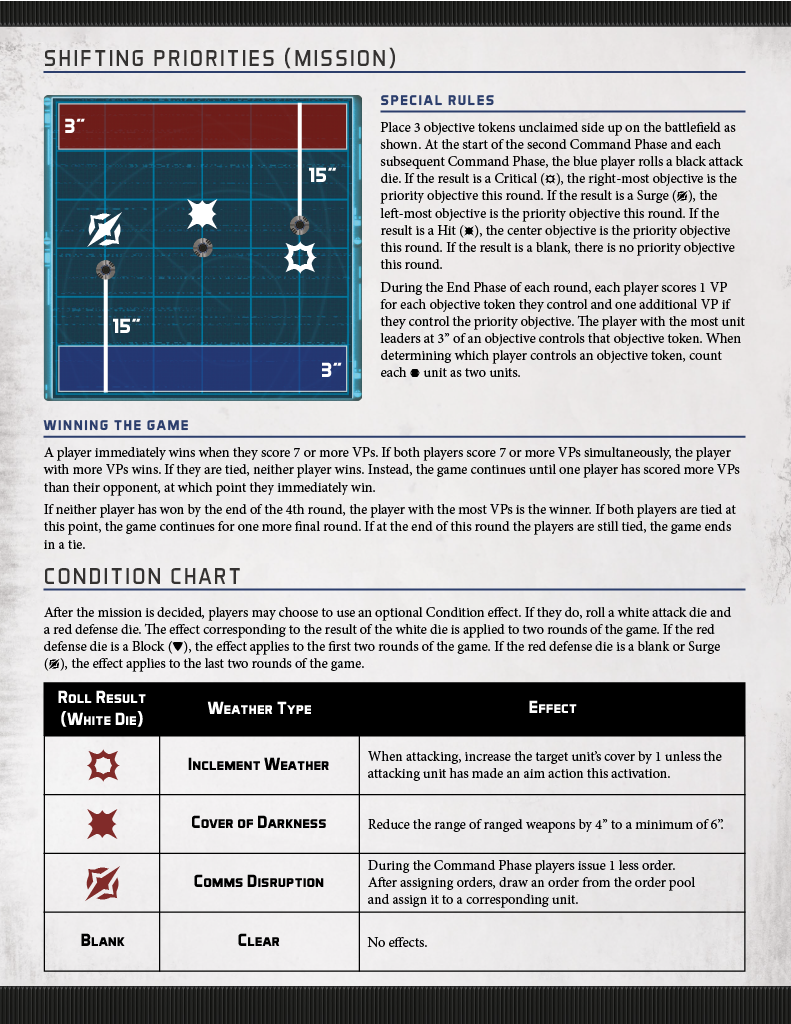 SHIFTING PRIORITIES (MISSION)
3”
15”
15”
3”
SPECIAL RULES
Place 3 objective tokens unclaimed side up on the battlefield as
shown. At the start of the second Command Phase and each
subsequent Command Phase, the blue player rolls a black attack
die. If the result is a Critical (), the right-most objective is the
priority objective this round. If the result is a Surge (), the
left-most objective is the priority objective this round. If the
result is a Hit (), the center objective is the priority objective
this round. If the result is a blank, there is no priority objective
this round.
During the End Phase of each round, each player scores 1 VP
for each objective token they control and one additional VP if
they control the priority objective. The player with the most unit
leaders at 3” of an objective controls that objective token. When
determining which player controls an objective token, count
each unit as two units.
WINNING THE GAME
A player immediately wins when they score 7 or more VPs. If both players score 7 or more VPs simultaneously, the player
with more VPs wins. If they are tied, neither player wins. Instead, the game continues until one player has scored more VPs
than their opponent, at which point they immediately win.
If neither player has won by the end of the 4th round, the player with the most VPs is the winner. If both players are tied at
this point, the game continues for one more final round. If at the end of this round the players are still tied, the game ends
in a tie.
CONDITION CHART
After the mission is decided, players may choose to use an optional Condition effect. If they do, roll a white attack die and
a red defense die. The effect corresponding to the result of the white die is applied to two rounds of the game. If the red
defense die is a Block (), the effect applies to the first two rounds of the game. If the red defense die is a blank or Surge
(), the effect applies to the last two rounds of the game.
ROLL RESULT
(WHITE DIE)
WEATHER TYPE
EFFECT
INCLEMENT WEATHER
When attacking, increase the target unit’s cover by 1 unless the
attacking unit has made an aim action this activation.
COVER OF DARKNESS
Reduce the range of ranged weapons by 4” to a minimum of 6”.
COMMS DISRUPTION
During the Command Phase players issue 1 less order.
After assigning orders, draw an order from the order pool
and assign it to a corresponding unit.
BLANK
CLEAR
No effects.